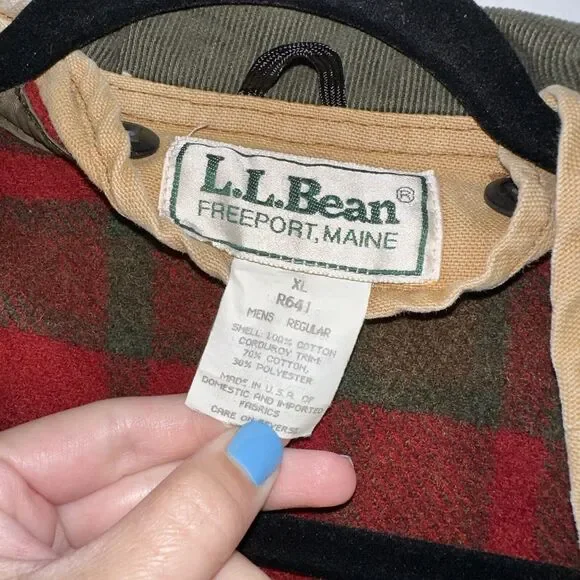 L.L.Bean®
FREEPORT, MAINE
XL
R641
MENS REGULAR
SHELL: 100% COTTON
CORDUROY TRIM:
70% COTTON,
30% POLYESTER
MADE IN U.S.A. OF
DOMESTIC AND IMPORTED
FABRICS
CARE ON REVERSE